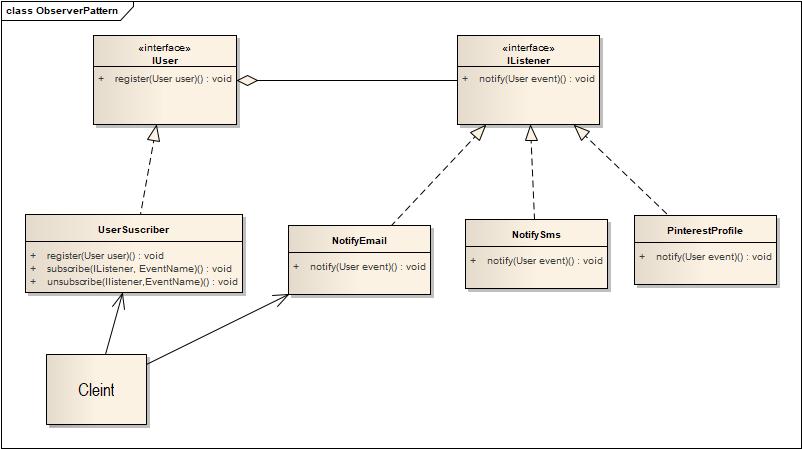 class ObserverPattern
«interface»
IUser
+ register(User user)() : void
«interface»
IListener
+ notify(User event)() : void
UserSuscriber
+ register(User user)() : void
+ subscribe(IListener, EventName)() : void
+ unsubscribe(IIistener,EventName)() : void
NotifyEmail
+ notify(User event)() : void
NotifySms
+ notify(User event)() : void
PinterestProfile
+ notify(User event)() : void
Cleint